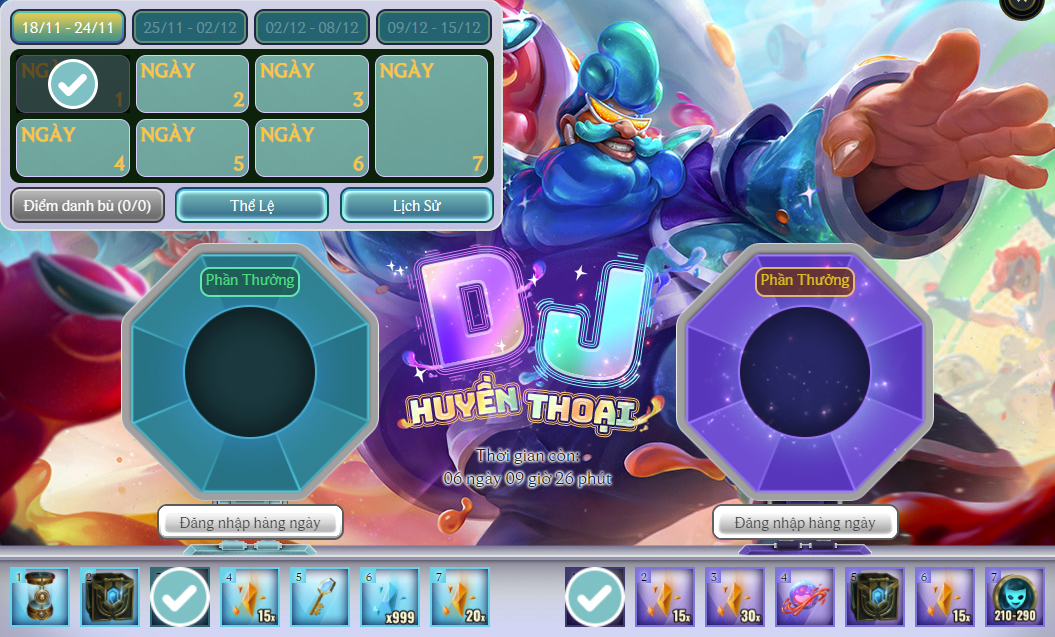 18/11 - 24/11
25/11 - 02/12
02/12 - 08/12
09/12 - 15/12
NGÀY 1
NGÀY 2
NGÀY 3
NGÀY 7
NGÀY 4
NGÀY 5
NGÀY 6
Điểm danh bù (0/0)
Thể Lệ
Lịch Sử
Phần Thưởng
DJ
HUYỀN THOẠI
Thời gian còn:
06 ngày 09 giờ 26 phút
Phần Thưởng
Đăng nhập hàng ngày
Đăng nhập hàng ngày
1
2
4
15x
5
6
x999
7
20x
2
15x
3
30x
4
5
6
15x
7
210-290